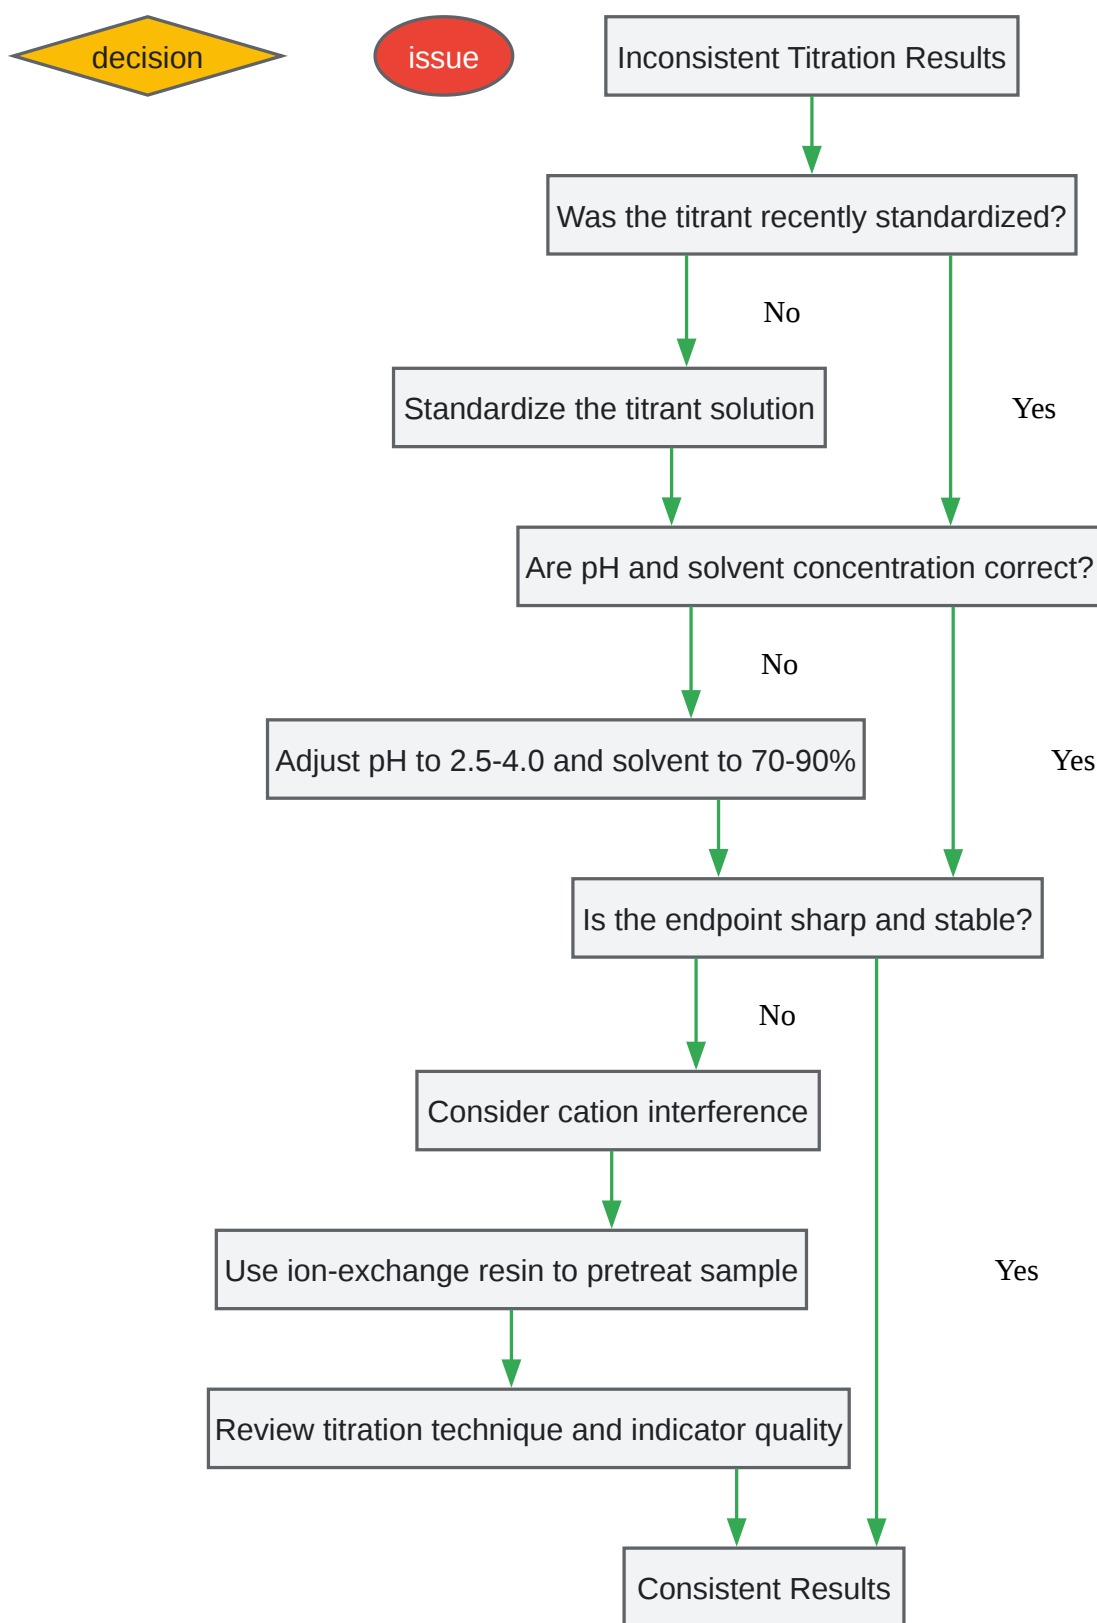 decision
issue
Inconsistent Titration Results
Was the titrant recently standardized?
No
Standardize the titrant solution
Yes
Are pH and solvent concentration correct?
No
Adjust pH to 2.5-4.0 and solvent to 70-90%
Yes
Is the endpoint sharp and stable?
No
Consider cation interference
Use ion-exchange resin to pretreat sample
Yes
Review titration technique and indicator quality
Consistent Results